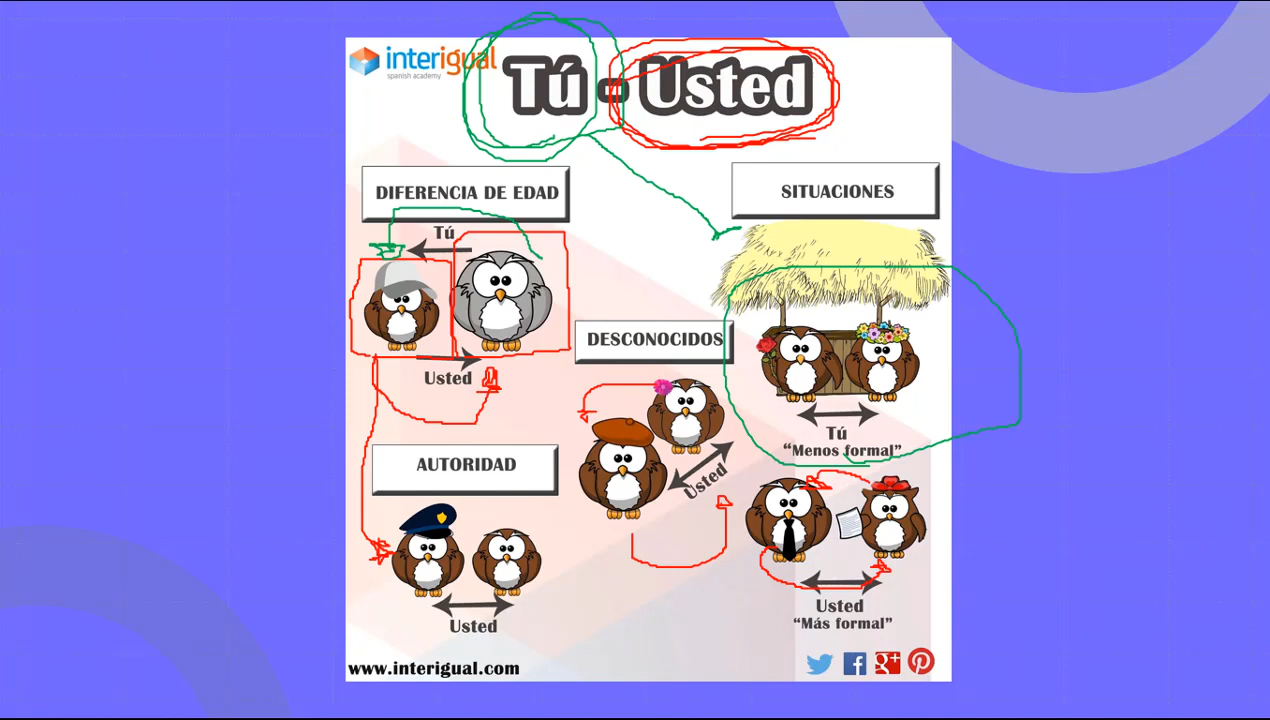 interigual
spanish academy
Tú - Usted
DIFERENCIA DE EDAD
SITUACIONES
Tú
Usted
DESCONOCIDOS
Usted
Tú
“Menos formal”
AUTORIDAD
Usted
Usted
“Más formal”
www.interigual.com